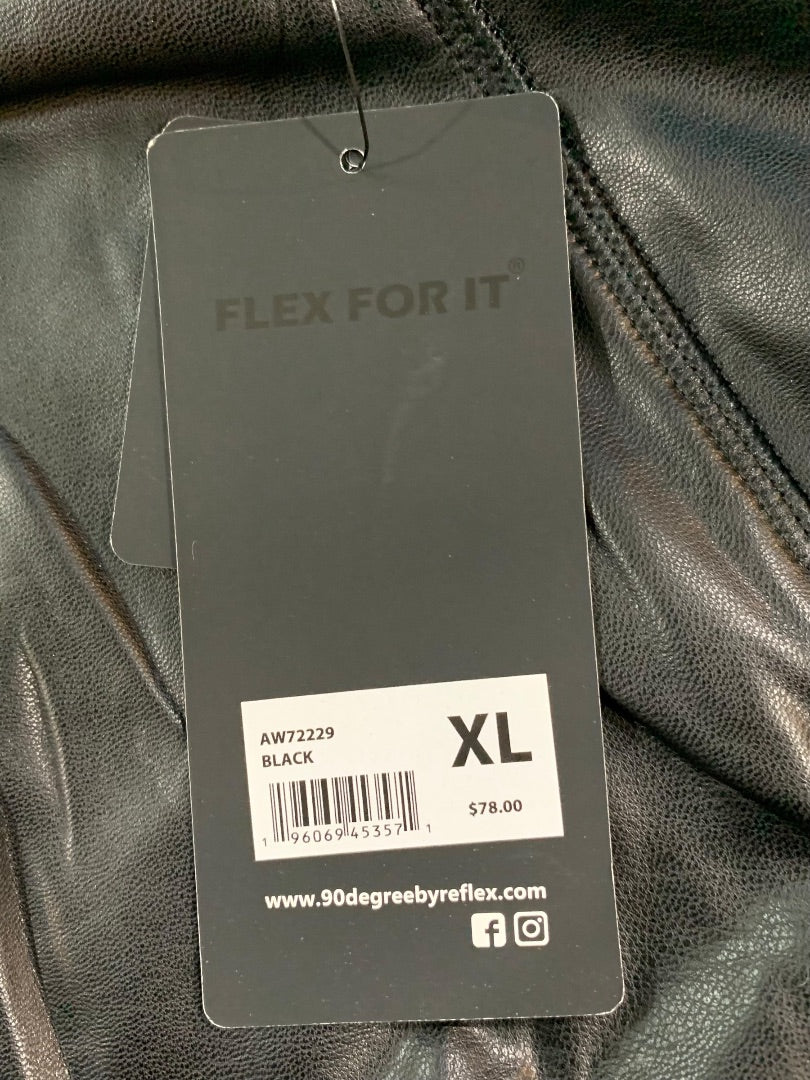 FLEX FOR IT®
AW72229
BLACK
XL
$78.00
1 96069 45357 1
www.90degreebyreflex.com